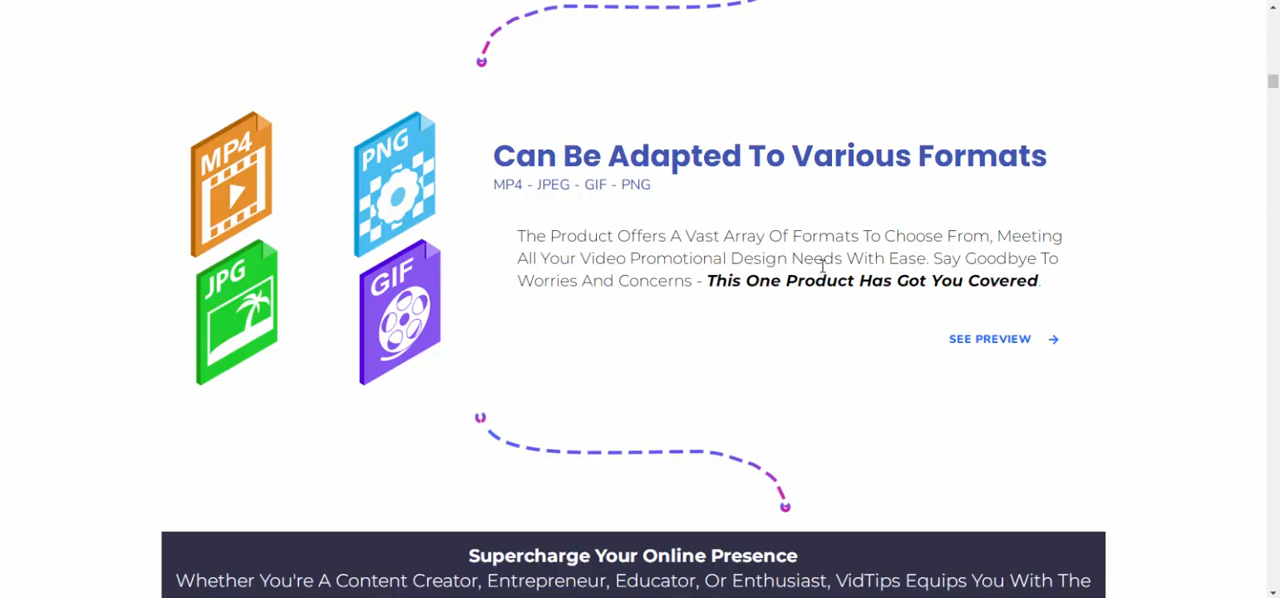 MP4
PNG
JPG
GIF
Can Be Adapted To Various Formats
MP4 - JPEG - GIF - PNG
The Product Offers A Vast Array Of Formats To Choose From, Meeting
All Your Video Promotional Design Needs With Ease. Say Goodbye To
Worries And Concerns - This One Product Has Got You Covered.
SEE PREVIEW
Supercharge Your Online Presence
Whether You're A Content Creator, Entrepreneur, Educator, Or Enthusiast, VidTips Equips You With The